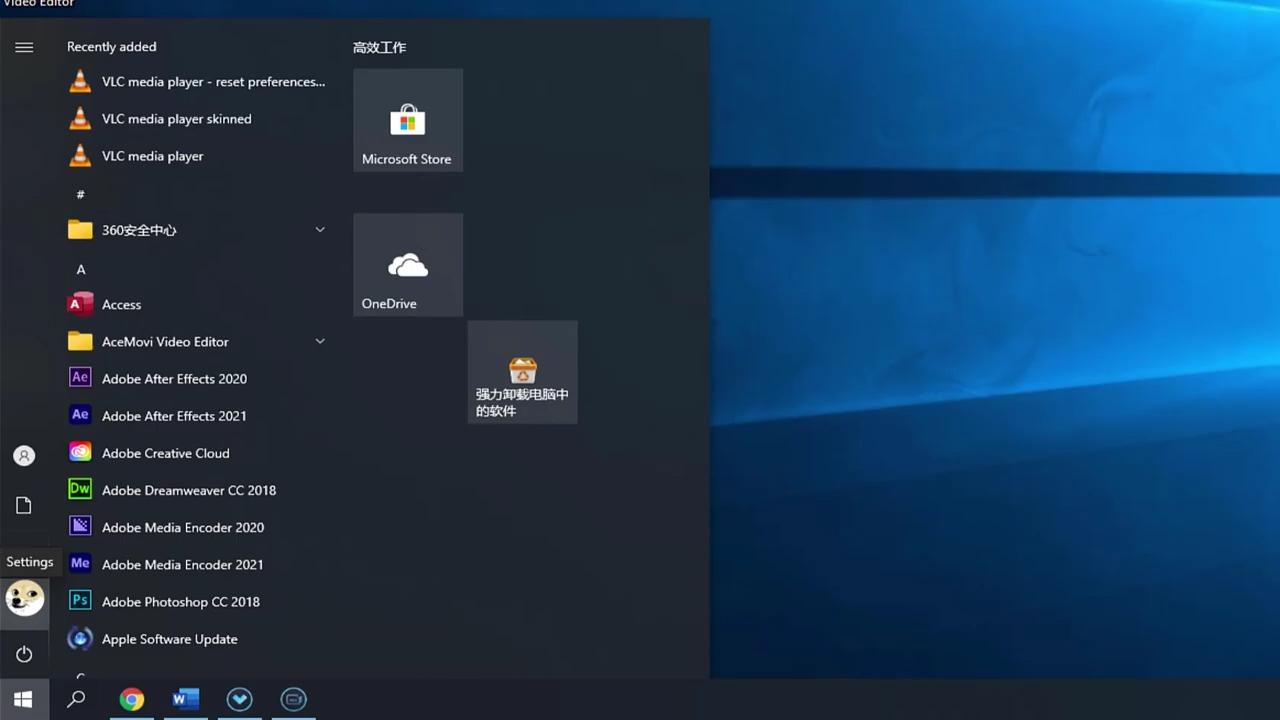 Video Editor
Recently added
VLC media player - reset preferences...
VLC media player skinned
VLC media player
#
360安全中心
A
Access
AceMovi Video Editor
Adobe After Effects 2020
Adobe After Effects 2021
Adobe Creative Cloud
Adobe Dreamweaver CC 2018
Adobe Media Encoder 2020
Adobe Media Encoder 2021
Adobe Photoshop CC 2018
Apple Software Update
Settings
高效工作
Microsoft Store
OneDrive
强力卸载电脑中
的软件